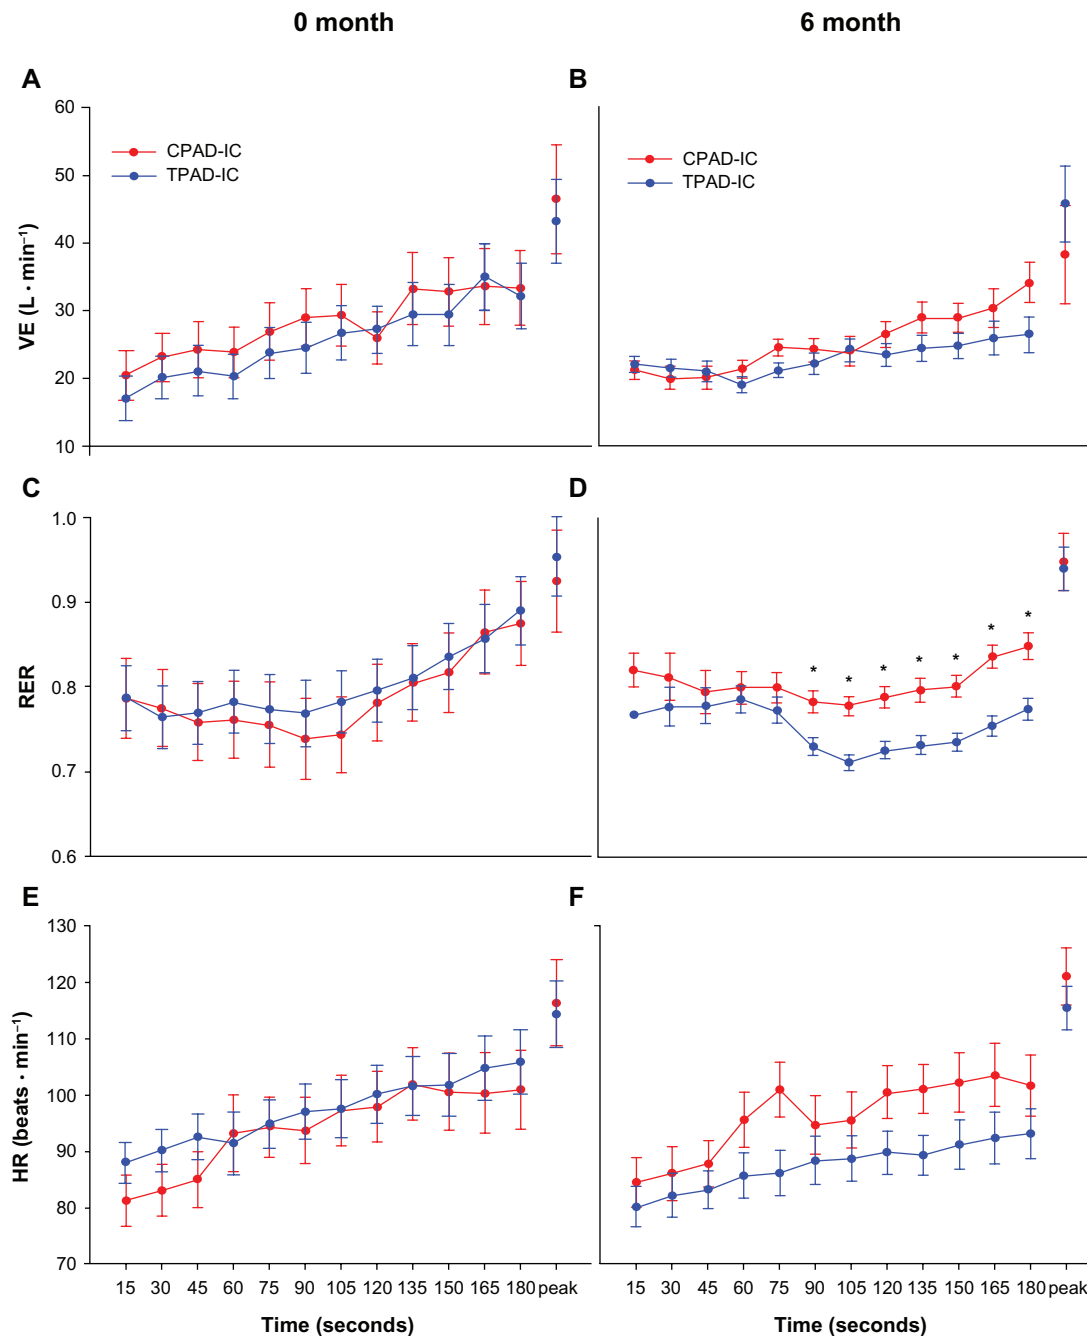 0 month
6 month
A
B
60
50
40
30
20
10
VE (L · min⁻¹)
CPAD-IC
TPAD-IC
CPAD-IC
TPAD-IC
C
D
1.0
0.9
0.8
0.7
0.6
RER
* * * * * * *
E
F
130
120
110
100
90
80
70
HR (beats · min⁻¹)
15 30 45 60 75 90 105 120 135 150 165 180 peak
15 30 45 60 75 90 105 120 135 150 165 180 peak
Time (seconds)
Time (seconds)